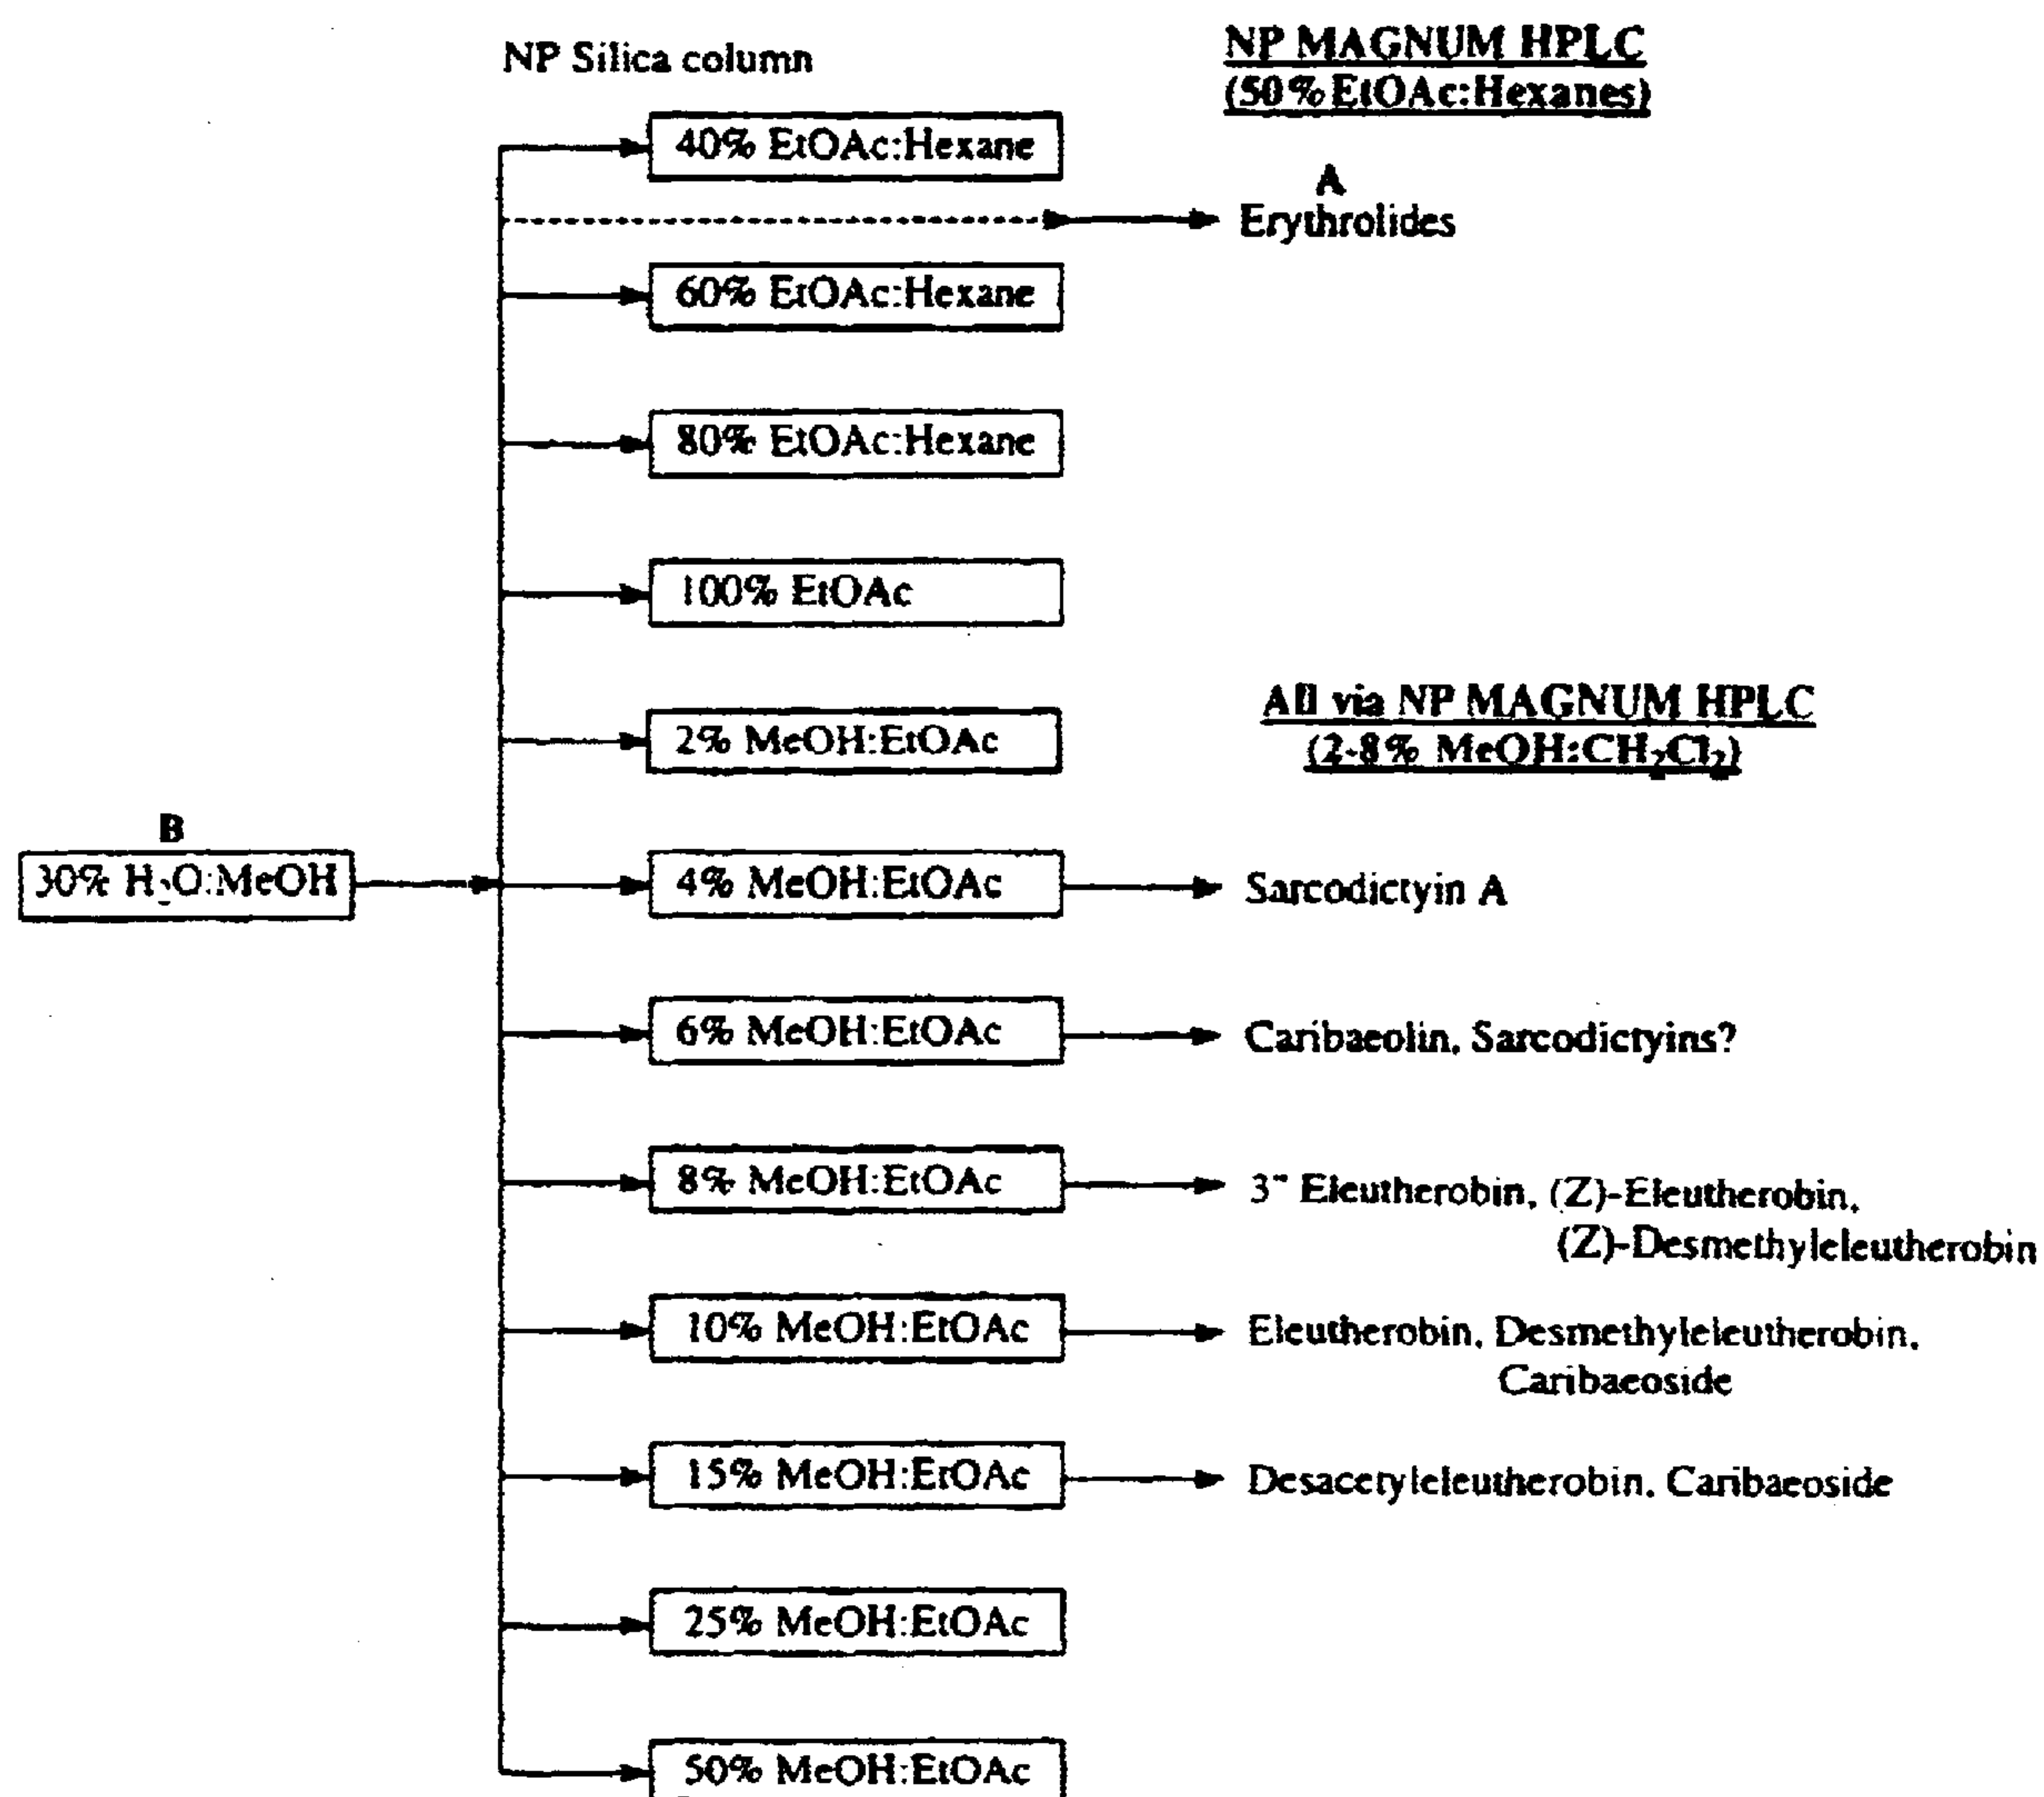 NP Silica column
NP MAGNUM HPLC
(50% EtOAc:Hexanes)
40% EtOAc:Hexane
A
Erythrolides
60% EtOAc:Hexane
80% EtOAc:Hexane
100% EtOAc
All via NP MAGNUM HPLC
(2-8% MeOH:CH₂Cl₂)
2% MeOH:EtOAc
B
30% H₂O:MeOH
4% MeOH:EtOAc
Sarcodictyin A
6% MeOH:EtOAc
Caribaeolin, Sarcodictyins?
8% MeOH:EtOAc
3" Eleutherobin, (Z)-Eleutherobin,
(Z)-Desmethyleleutherobin
10% MeOH:EtOAc
Eleutherobin, Desmethyleleutherobin,
Caribaeoside
15% MeOH:EtOAc
Desacetyleleutherobin, Caribaeoside
25% MeOH:EtOAc
50% MeOH:EtOAc